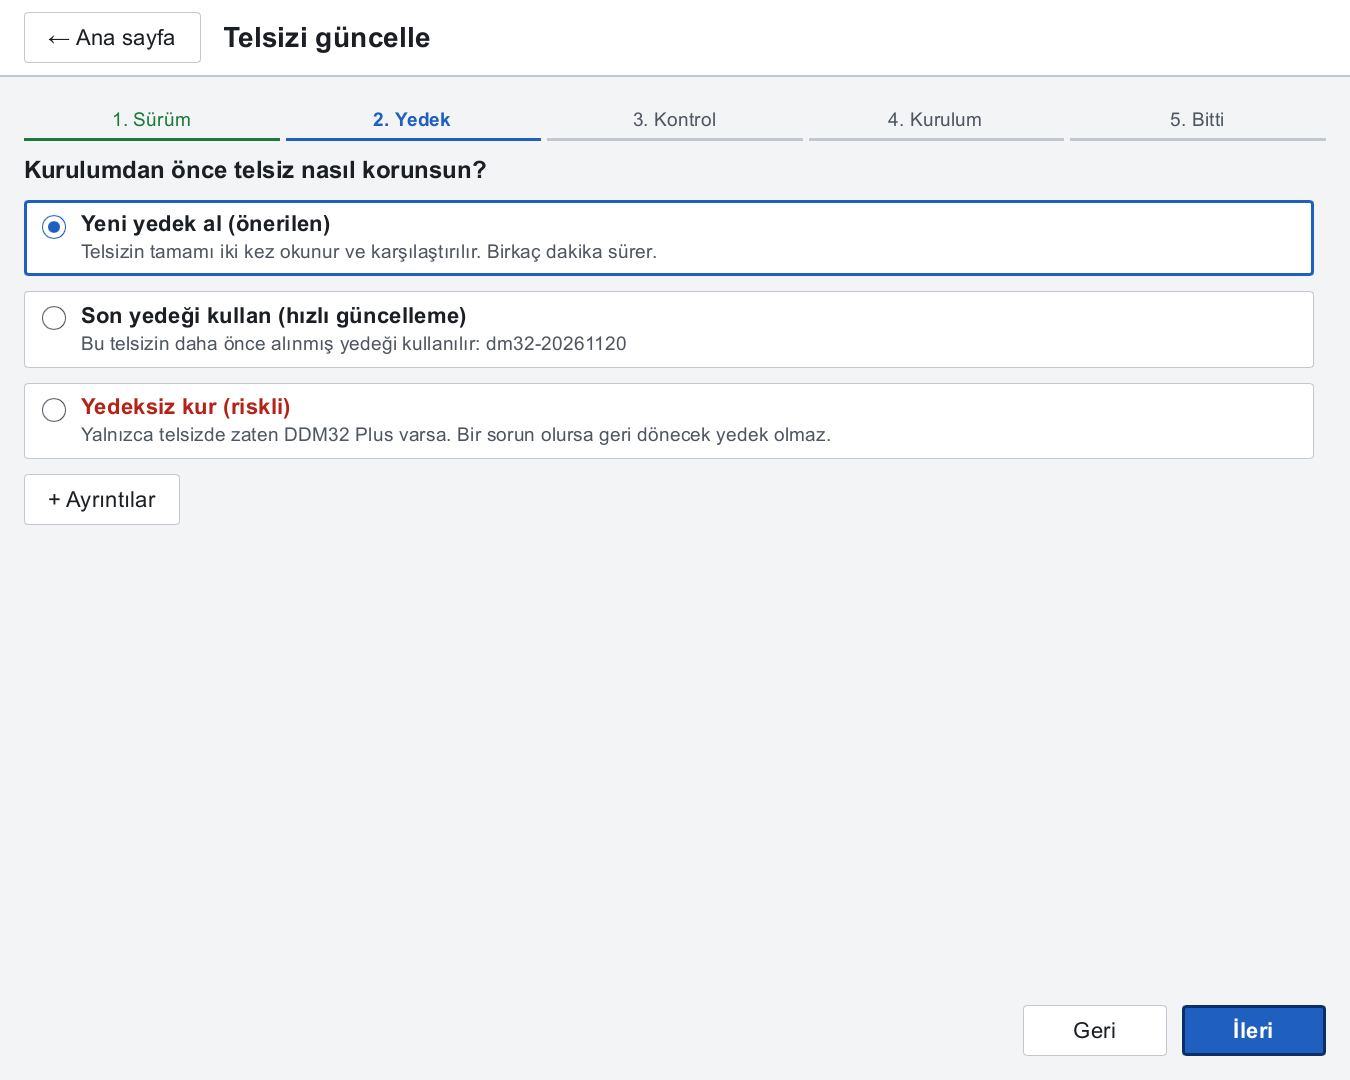 ← Ana sayfa
Telsizi güncelle
1. Sürüm
2. Yedek
3. Kontrol
4. Kurulum
5. Bitti
Kurulumdan önce telsiz nasıl korunsun?
Yeni yedek al (önerilen)
Telsizin tamamı iki kez okunur ve karşılaştırılır. Birkaç dakika sürer.
Son yedeği kullan (hızlı güncelleme)
Bu telsizin daha önce alınmış yedeği kullanılır: dm32-20261120
Yedeksiz kur (riskli)
Yalnızca telsizde zaten DDM32 Plus varsa. Bir sorun olursa geri dönecek yedek olmaz.
+ Ayrıntılar
Geri
İleri